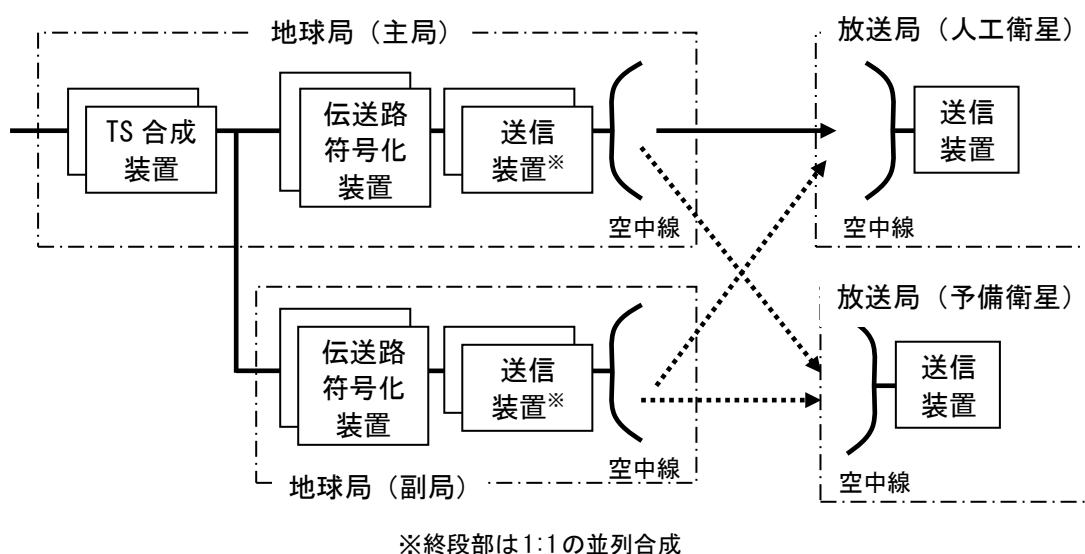 地球局（主局）
放送局（人工衛星）
TS 合成
装置
伝送路
符号化
装置
送信
装置※
空中線
送信
装置
空中線
放送局（予備衛星）
伝送路
符号化
装置
送信
装置※
空中線
送信
装置
空中線
地球局（副局）
※終段部は1:1の並列合成